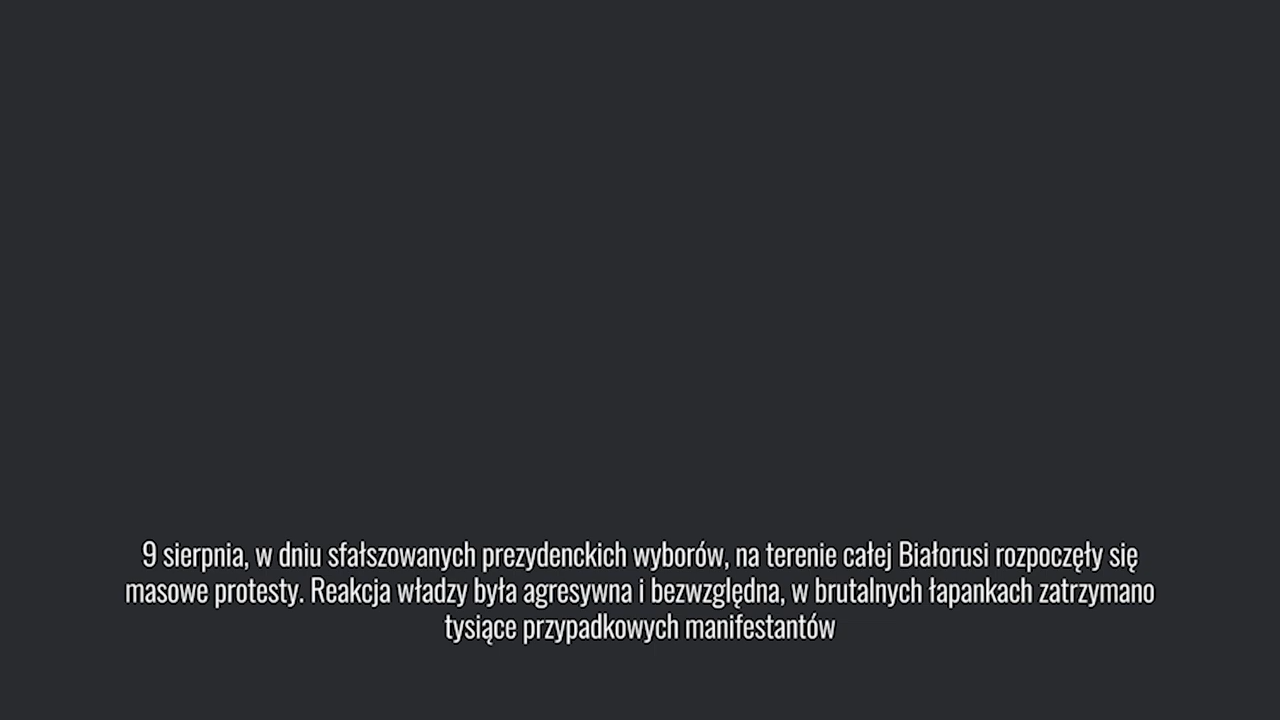 9 sierpnia, w dniu sfałszowanych prezydenckich wyborów, na terenie całej Białorusi rozpoczęły się
masowe protesty. Reakcja władzy była agresywna i bezwzględna, w brutalnych łapankach zatrzymano
tysiące przypadkowych manifestantów